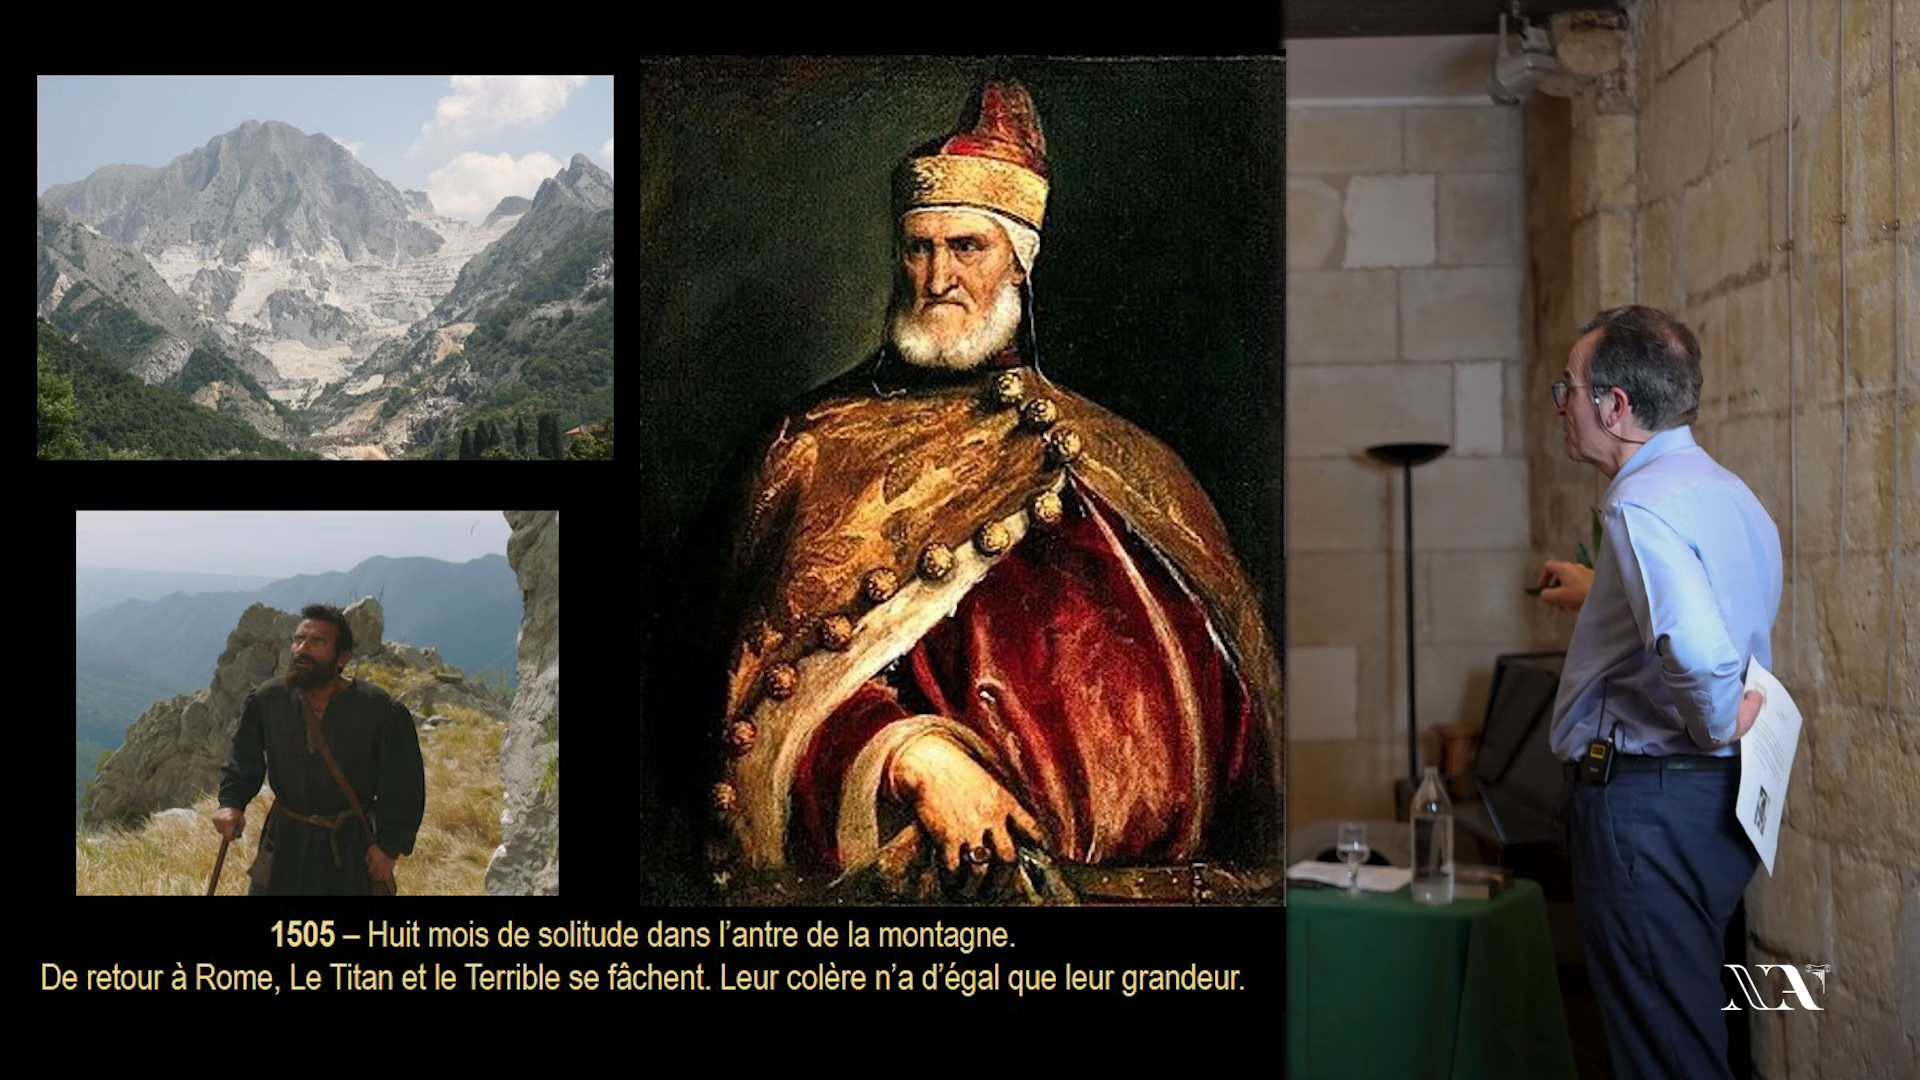 1505 – Huit mois de solitude dans l’antre de la montagne.
De retour à Rome, Le Titan et le Terrible se fâchent. Leur colère n’a d’égal que leur grandeur.